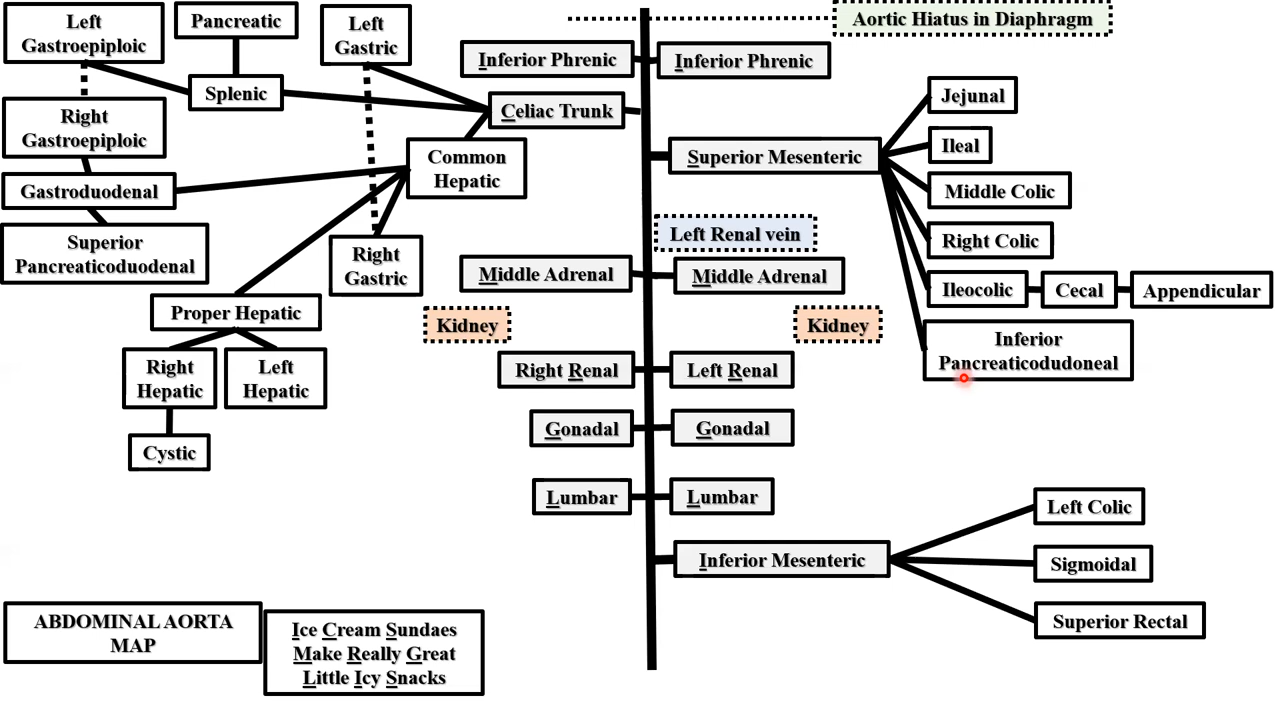 Aortic Hiatus in Diaphragm
Left
Gastroepiploic
Pancreatic
Left
Gastric
Inferior Phrenic
Inferior Phrenic
Splenic
Celiac Trunk
Jejunal
Right
Gastroepiploic
Common
Hepatic
Superior Mesenteric
Ileal
Gastroduodenal
Middle Colic
Superior
Pancreaticoduodenal
Right
Gastric
Left Renal vein
Right Colic
Middle Adrenal
Middle Adrenal
Ileocolic
Cecal
Appendicular
Proper Hepatic
Kidney
Kidney
Inferior
Pancreaticodudoneal
Right
Hepatic
Left
Hepatic
Right Renal
Left Renal
Cystic
Gonadal
Gonadal
Lumbar
Lumbar
Left Colic
Inferior Mesenteric
Sigmoidal
Superior Rectal
ABDOMINAL AORTA
MAP
Ice Cream Sundaes
Make Really Great
Little Icy Snacks